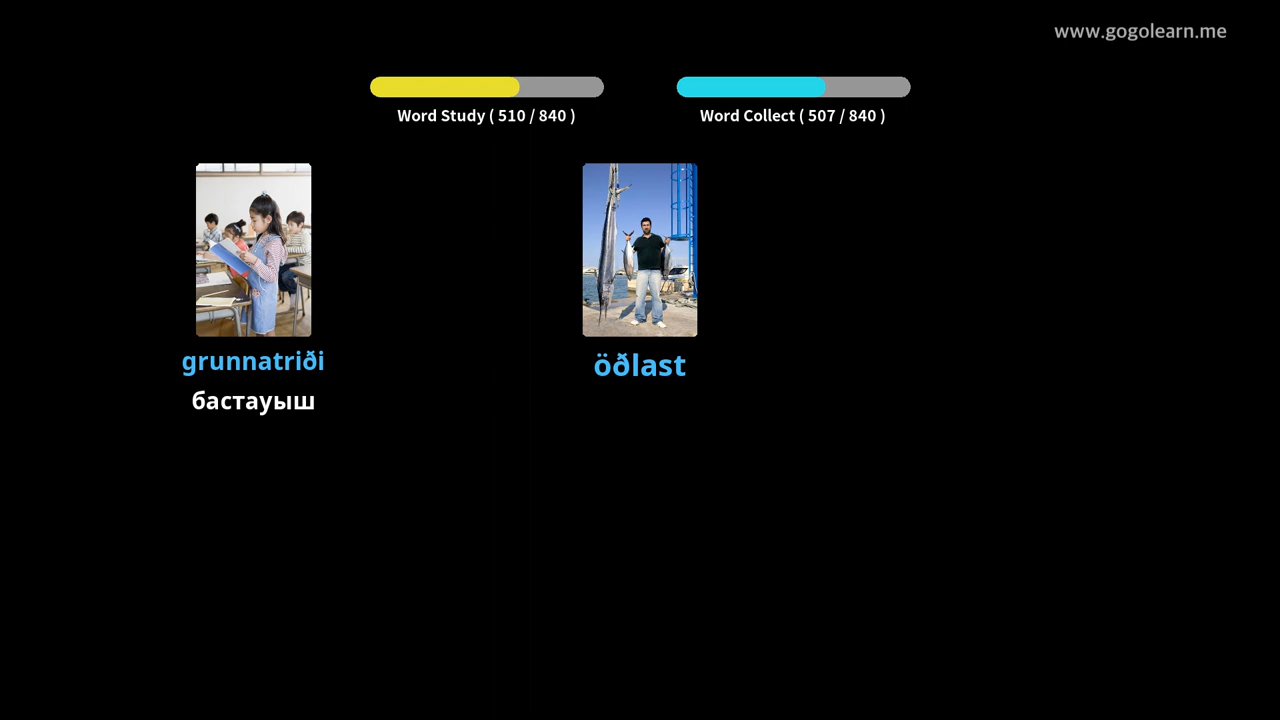 www.gogolearn.me
Word Study ( 510 / 840 )
Word Collect ( 507 / 840 )
grunnatriði
бастауыш
öðlast